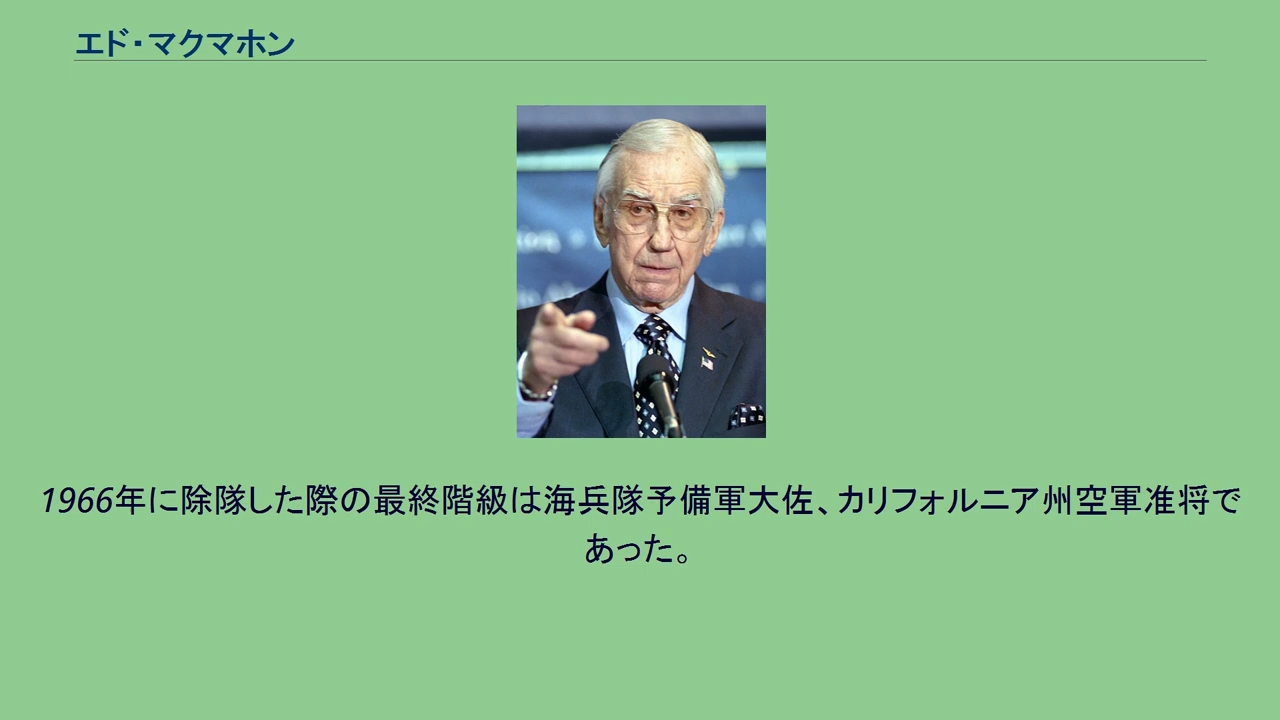 エド・マクマホン
1966年に除隊した際の最終階級は海兵隊予備軍大佐、カリフォルニア州空軍准将で
あった。